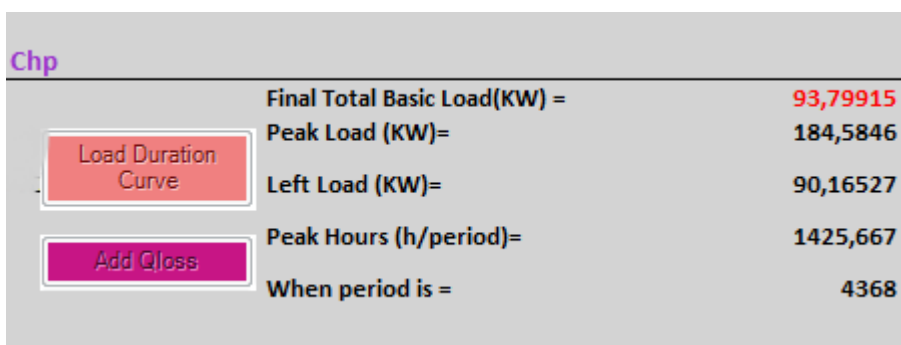 Chp
Final Total Basic Load(KW) = 93,79915
Peak Load (KW)= 184,5846
Load Duration
Curve
Left Load (KW)= 90,16527
Peak Hours (h/period)= 1425,667
Add Qloss
When period is = 4368